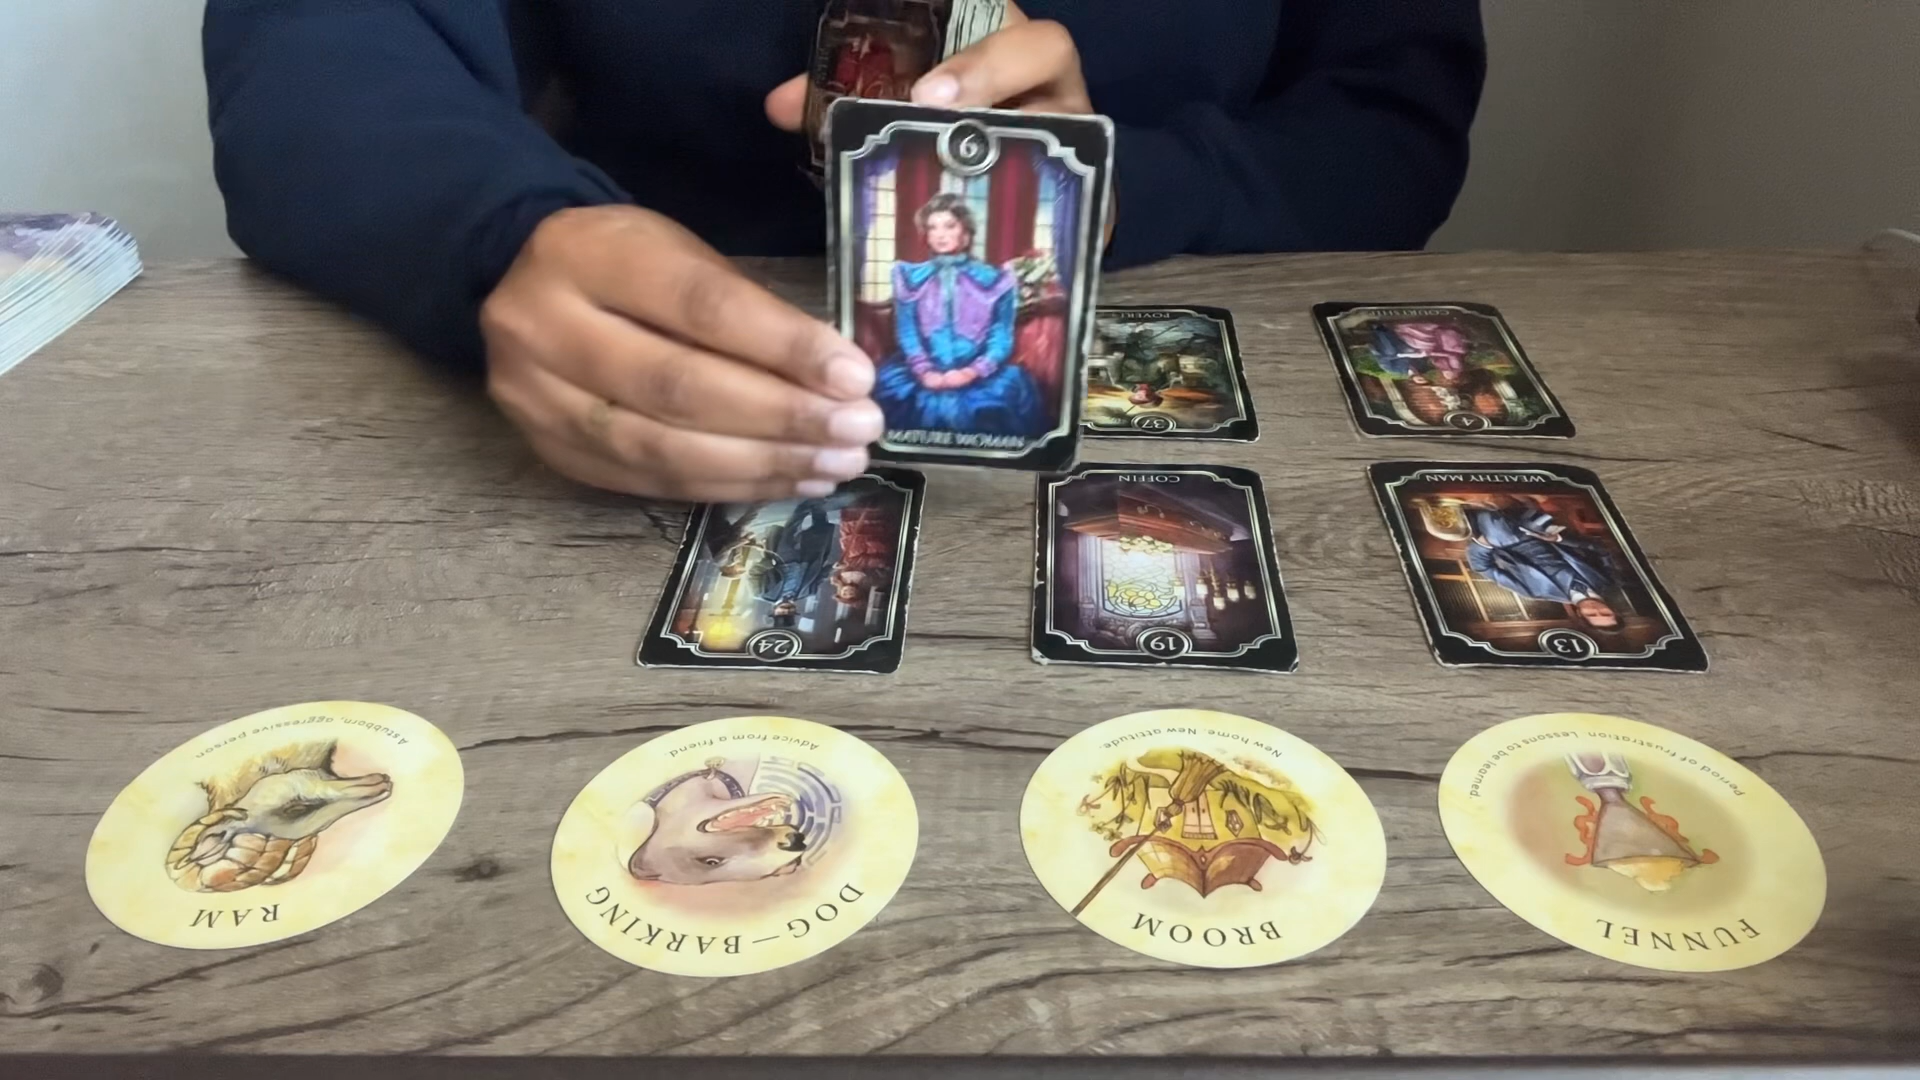 6
MATURE WOMAN
POVERTY
37
COURTSHIP
4
24
COFFIN
19
WEALTHY MAN
13
RAM
A stubborn, aggressive person.
DOG—BARKING
Advice from a friend.
BROOM
New home. New attitude.
FUNNEL
Period of frustration. Lessons to be learned.